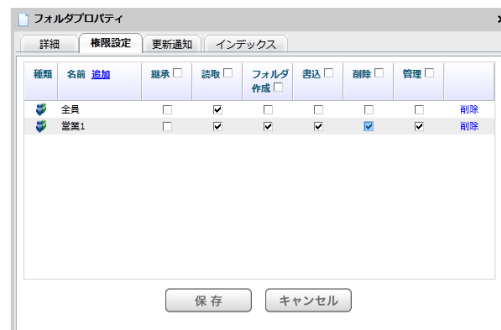 フォルダプロパティ
詳細 権限設定 更新通知 インデックス
種類 名前 追加 継承 読取 フォルダ作成 書込 削除 管理
全員 削除
営業1 削除
保存 キャンセル